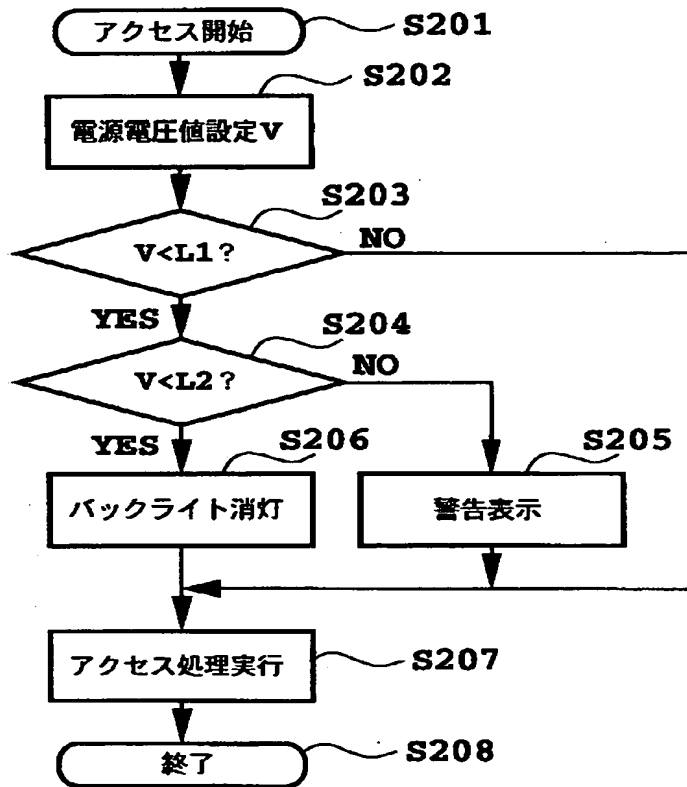 アクセス開始
S201
S202
電源電圧値設定V
S203
V<L1?
NO
YES
S204
V<L2?
NO
YES
S206
S205
バックライト消灯
警告表示
アクセス処理実行
S207
終了
S208